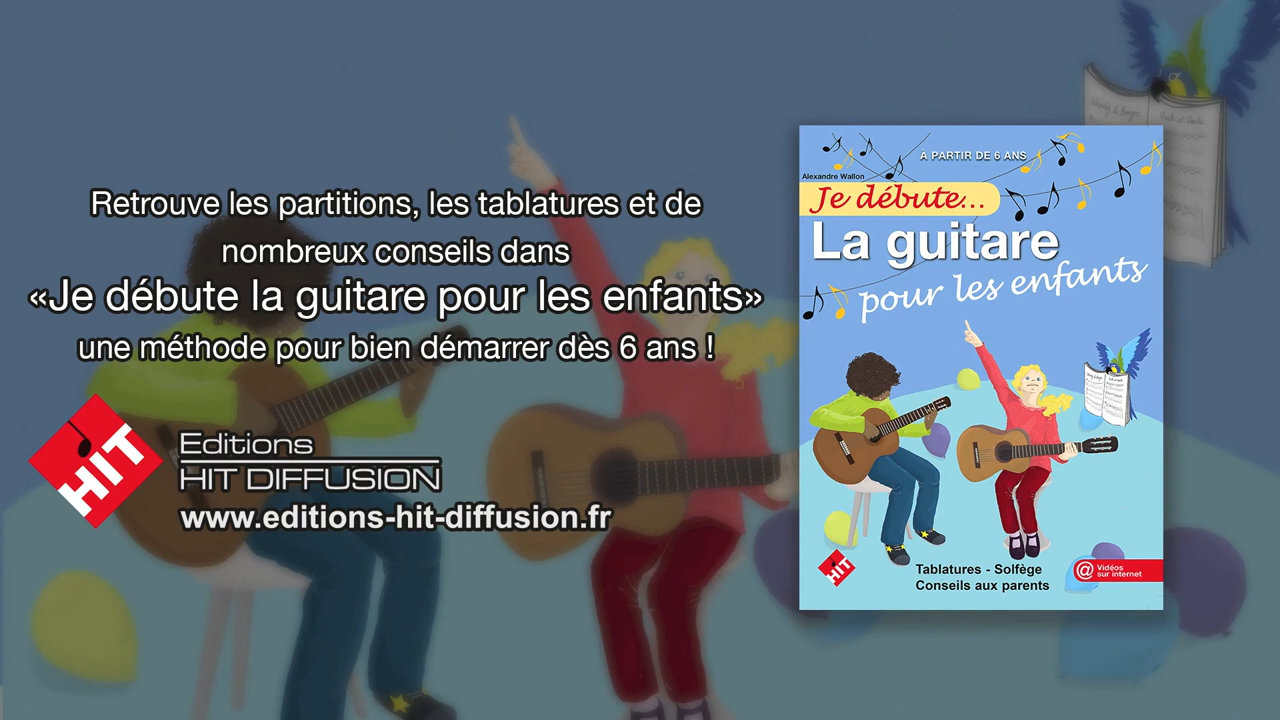 Retrouve les partitions, les tablatures et de
nombreux conseils dans
«Je débute la guitare pour les enfants»
une méthode pour bien démarrer dès 6 ans !
HIT
Editions
HIT DIFFUSION
www.editions-hit-diffusion.fr
À PARTIR DE 6 ANS
Alexandre Wallon
Je débute...
La guitare
pour les enfants
HIT
Tablatures - Solfège
Conseils aux parents
@ Vidéos
sur internet